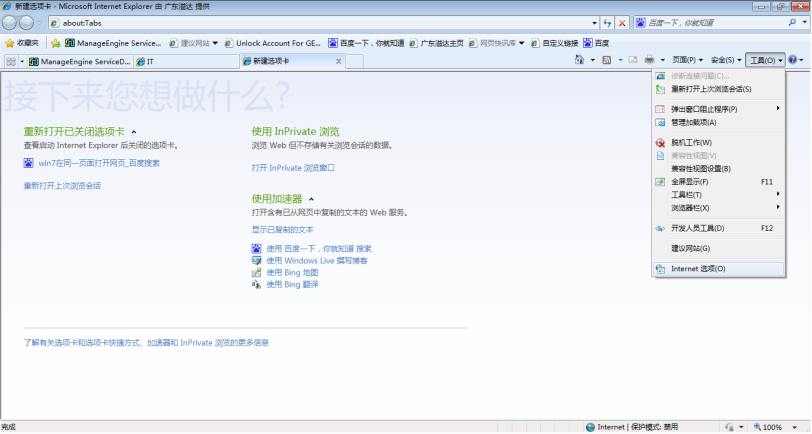 新建选项卡 - Microsoft Internet Explorer 由 广东溢达 提供
about:Tabs
百度一下，你就知道
收藏夹
ManageEngine Service...
建议网站
Unlock Account For GE...
百度一下，你就知道
广东溢达主页
网页快讯库
自定义链接
百度
ManageEngine ServiceD...
IT
新建选项卡
X
页面(P)
安全(S)
工具(O)
接下来您想做什么?
重新打开已关闭选项卡
查看启动 Internet Explorer 后关闭的选项卡。
win7在同一页面打开网页_百度搜索
重新打开上次浏览会话
使用 InPrivate 浏览
浏览 Web 但不存储有关浏览会话的数据。
打开 InPrivate 浏览窗口
使用加速器
打开含有已从网页中复制的文本的 Web 服务。
显示已复制的文本
使用 百度一下，你就知道 搜索
使用 Windows Live 撰写博客
使用 Bing 地图
使用 Bing 翻译
了解有关选项卡和选项卡快捷方式、加速器和 InPrivate 浏览的更多信息
诊断连接问题(C)...
重新打开上次浏览会话(S)
弹出窗口阻止程序(P)
管理加载项(A)
脱机工作(W)
兼容性视图(V)
兼容性视图设置(B)
全屏显示(F) F11
工具栏(T)
浏览器栏(X)
开发人员工具(D) F12
建议网站(G)
Internet 选项(O)
完成
Internet | 保护模式: 禁用
100%